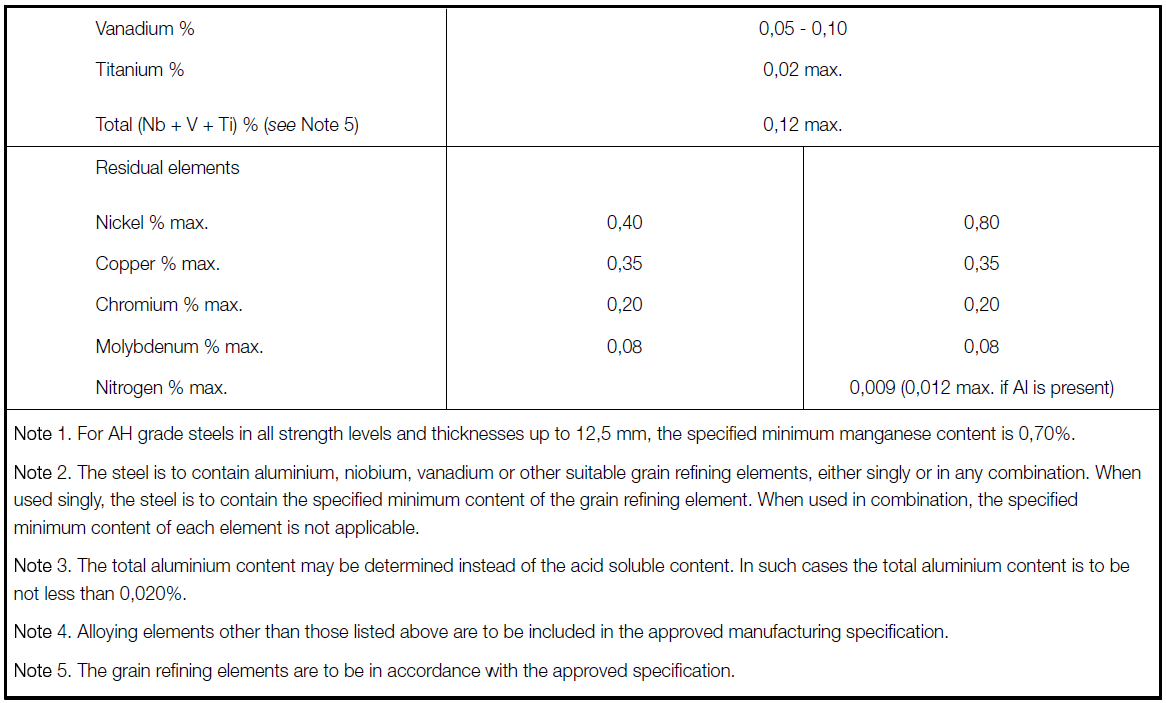 Vanadium % 0,05 - 0,10
Titanium % 0,02 max.
Total (Nb + V + Ti) % (see Note 5) 0,12 max.
Residual elements
Nickel % max. 0,40 0,80
Copper % max. 0,35 0,35
Chromium % max. 0,20 0,20
Molybdenum % max. 0,08 0,08
Nitrogen % max. 0,009 (0,012 max. if Al is present)
Note 1. For AH grade steels in all strength levels and thicknesses up to 12,5 mm, the specified minimum manganese content is 0,70%.
Note 2. The steel is to contain aluminium, niobium, vanadium or other suitable grain refining elements, either singly or in any combination. When
used singly, the steel is to contain the specified minimum content of the grain refining element. When used in combination, the specified
minimum content of each element is not applicable.
Note 3. The total aluminium content may be determined instead of the acid soluble content. In such cases the total aluminium content is to be
not less than 0,020%.
Note 4. Alloying elements other than those listed above are to be included in the approved manufacturing specification.
Note 5. The grain refining elements are to be in accordance with the approved specification.